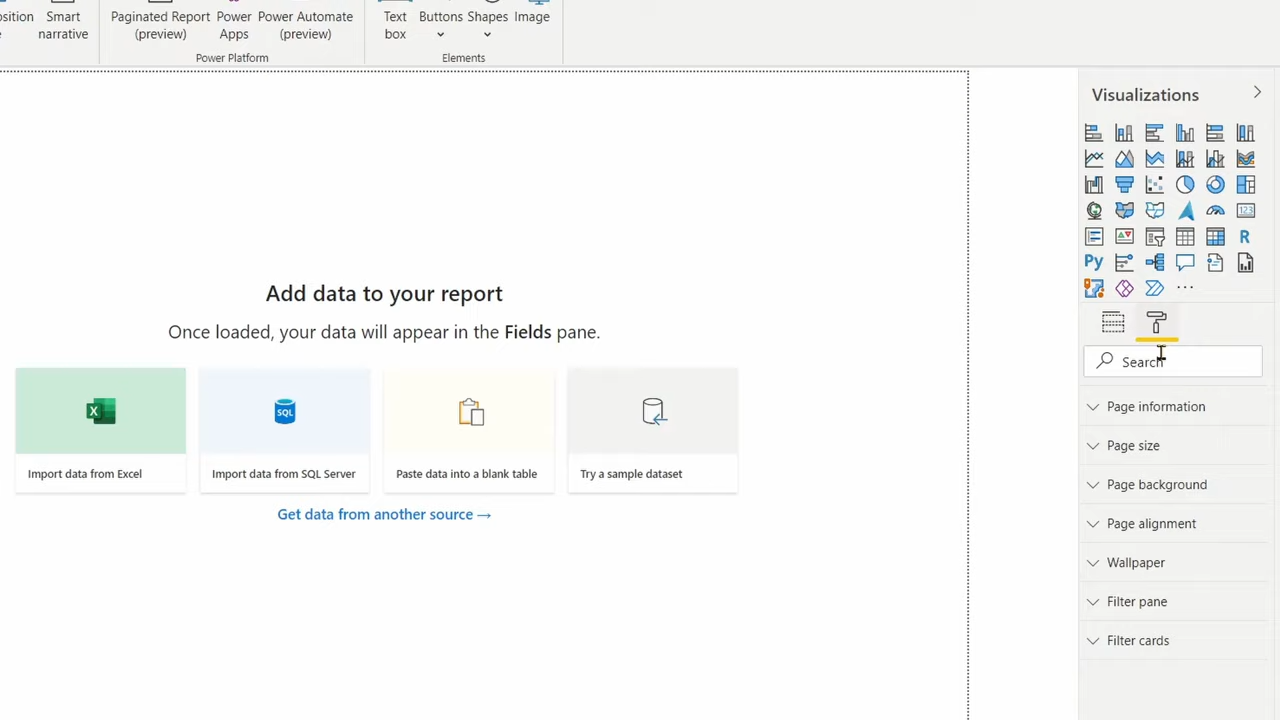 sition Smart Paginated Report Power Power Automate Text Buttons Shapes Image
narrative (preview) Apps (preview) box
Power Platform Elements
Visualizations
123
R
Py
Search
Page information
Page size
Page background
Page alignment
Wallpaper
Filter pane
Filter cards
Add data to your report
Once loaded, your data will appear in the Fields pane.
X SQL
Import data from Excel Import data from SQL Server Paste data into a blank table Try a sample dataset
Get data from another source →